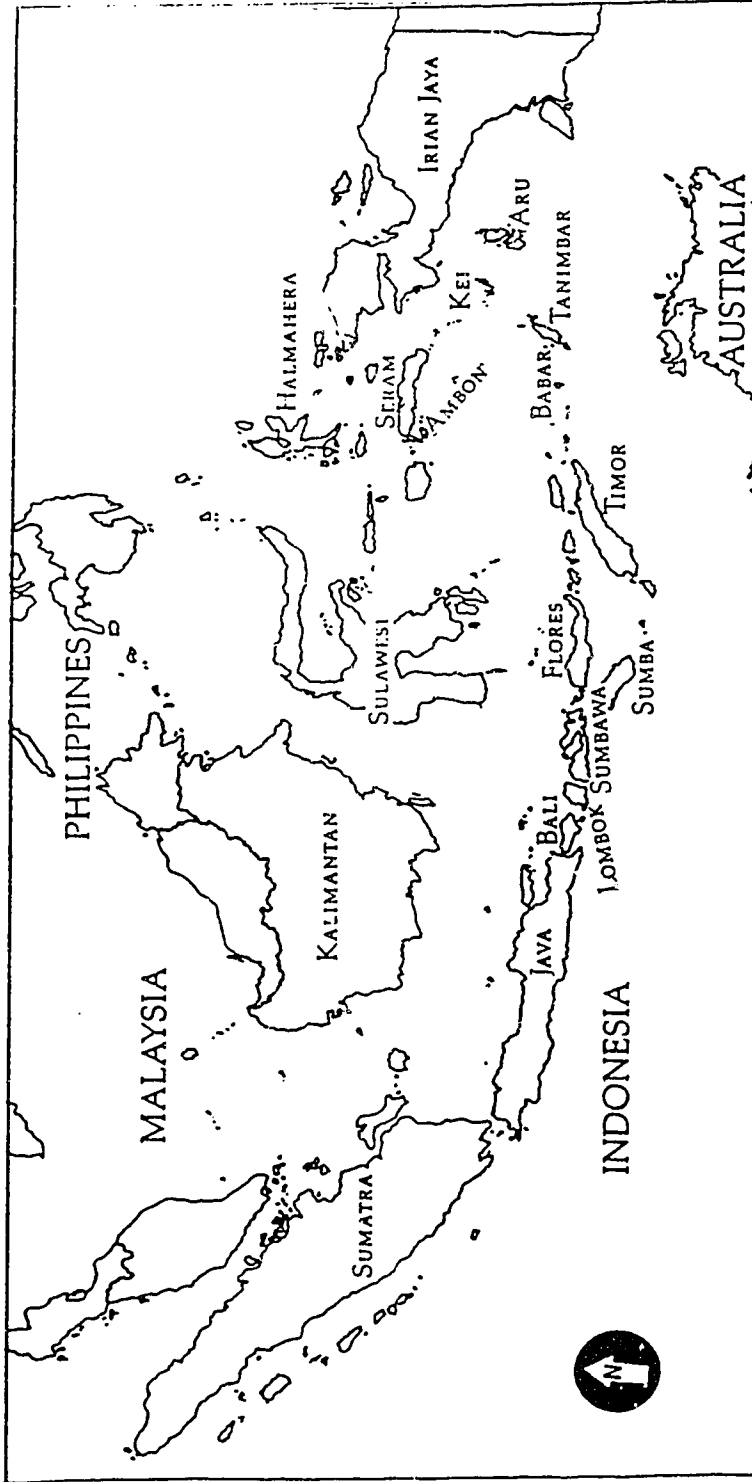 PHILIPPINES
MALAYSIA
HALMAHERA
IRIAN JAYA
KALIMANTAN
SULAWESI
SERAM
AMBON
KEI
ARU
SUMATRA
BABAR
TANIMBAR
JAVA
BALI
LOMBOK
SUMBAWA
FLORES
SUMBA
TIMOR
INDONESIA
AUSTRALIA
N